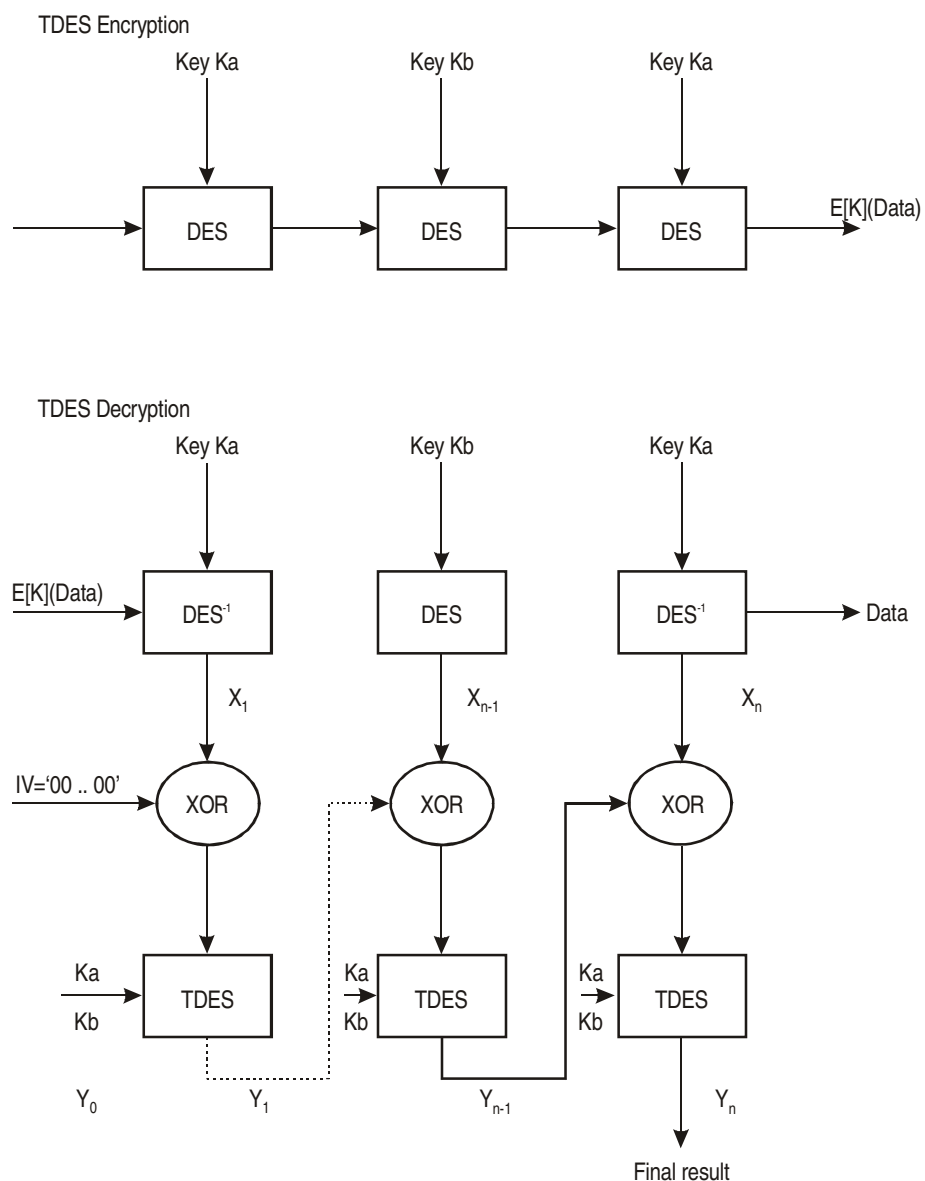 TDES Encryption
Key Ka
Key Kb
Key Ka
DES
DES
DES
E[K](Data)
TDES Decryption
Key Ka
Key Kb
Key Ka
E[K](Data)
DES-1
DES
DES-1
Data
X1
Xn-1
Xn
IV=‘00 .. 00’
XOR
XOR
XOR
Ka
Kb
TDES
Ka
Kb
TDES
Ka
Kb
TDES
Y0
Y1
Yn-1
Yn
Final result